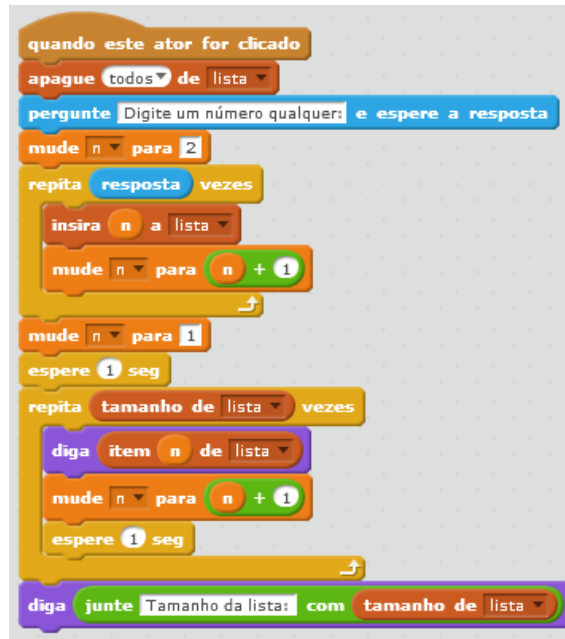 quando este ator for clicado
apague todos de lista
pergunte Digite um número qualquer: e espere a resposta
mude n para 2
repita resposta vezes
insira n a lista
mude n para n + 1
mude n para 1
espere 1 seg
repita tamanho de lista vezes
diga item n de lista
mude n para n + 1
espere 1 seg
diga junte Tamanho da lista: com tamanho de lista